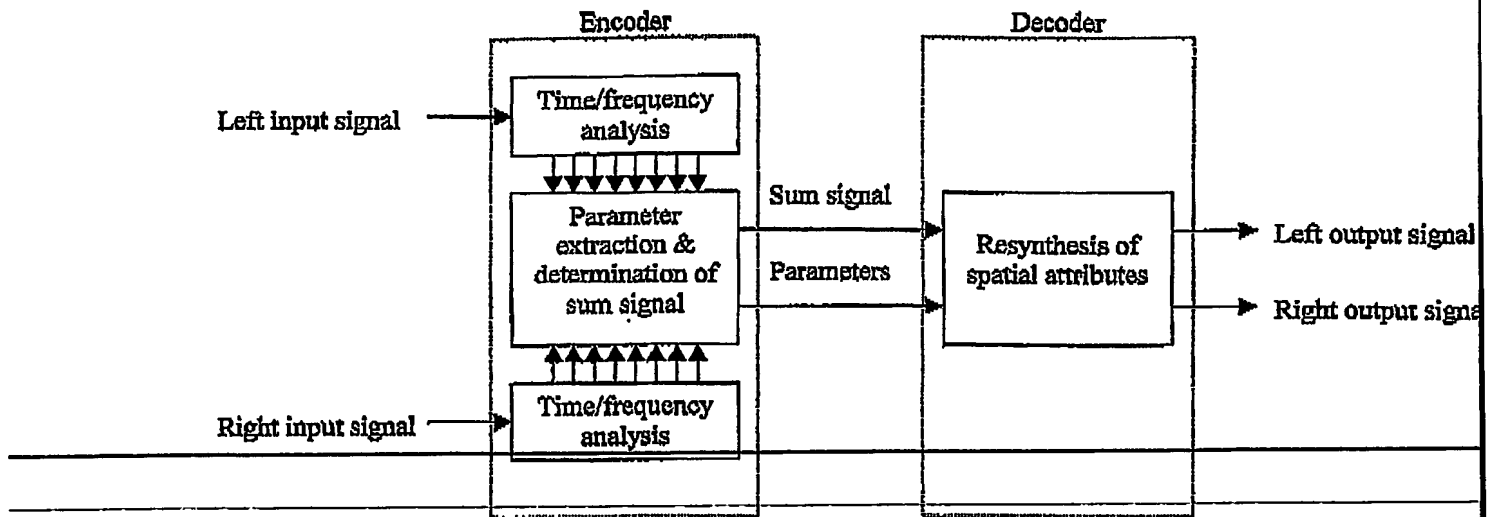 Encoder
Decoder
Time/frequency
analysis
Left input signal
Sum signal
Parameter
extraction &
determination of
sum signal
Parameters
Resynthesis of
spatial attributes
Left output signal
Right output signa
Time/frequency
analysis
Right input signal